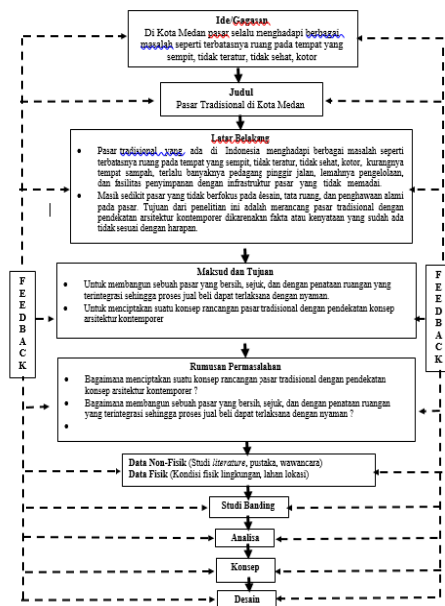 Ide/Gagasan
Di Kota Medan pasar selalu menghadapi berbagai
masalah seperti terbatasnya ruang pada tempat yang
sempit, tidak teratur, tidak sehat, kotor
Judul
Pasar Tradisional di Kota Medan
Latar Belakang
• Pasar tradisional yang ada di Indonesia menghadapi berbagai masalah seperti
terbatasnya ruang pada tempat yang sempit, tidak teratur, tidak sehat, kotor, kurangnya
tempat sampah, terlalu banyaknya pedagang pinggir jalan, lemahnya pengelolaan,
dan fasilitas penyimpanan dengan infrastruktur pasar yang tidak memadai.
• Masih sedikit pasar yang tidak berfokus pada desain, tata ruang, dan penghawaan alami
pada pasar. Tujuan dari penelitian ini adalah merancang pasar tradisional dengan
pendekatan arsitektur kontemporer dikarenakan fakta atau kenyataan yang sudah ada
tidak sesuai dengan harapan.
Maksud dan Tujuan
• Untuk membangun sebuah pasar yang bersih, sejuk, dan dengan penataan ruangan yang
terintegrasi sehingga proses jual beli dapat terlaksana dengan nyaman.
• Untuk menciptakan suatu konsep rancangan pasar tradisional dengan pendekatan konsep
arsitektur kontemporer
FEEDBACK
FEEDBACK
Rumusan Permasalahan
• Bagaimana menciptakan suatu konsep rancangan pasar tradisional dengan pendekatan
konsep arsitektur kontemporer ?
• Bagaimana membangun sebuah pasar yang bersih, sejuk, dan dengan penataan ruangan
yang terintegrasi sehingga proses jual beli dapat terlaksana dengan nyaman ?
•
Data Non-Fisik (Studi literature, pustaka, wawancara)
Data Fisik (Kondisi fisik lingkungan, lahan lokasi)
Studi Banding
Analisa
Konsep
Desain